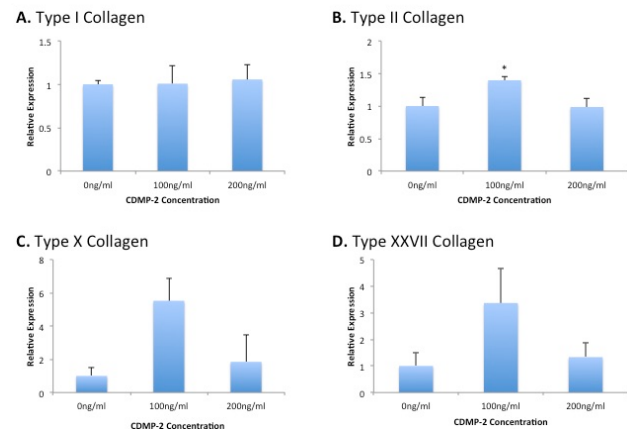 A. Type I Collagen
1.5
1
0.5
0
Relative Expression
0ng/ml 100ng/ml 200ng/ml
CDMP-2 Concentration
B. Type II Collagen
2
1.5
1
0.5
0
Relative Expression
*
0ng/ml 100ng/ml 200ng/ml
CDMP-2 Concentration
C. Type X Collagen
8
6
4
2
0
Relative Expression
0ng/ml 100ng/ml 200ng/ml
CDMP-2 Concentration
D. Type XXVII Collagen
5
4
3
2
1
0
Relative Expression
0ng/ml 100ng/ml 200ng/ml
CDMP-2 Concentration